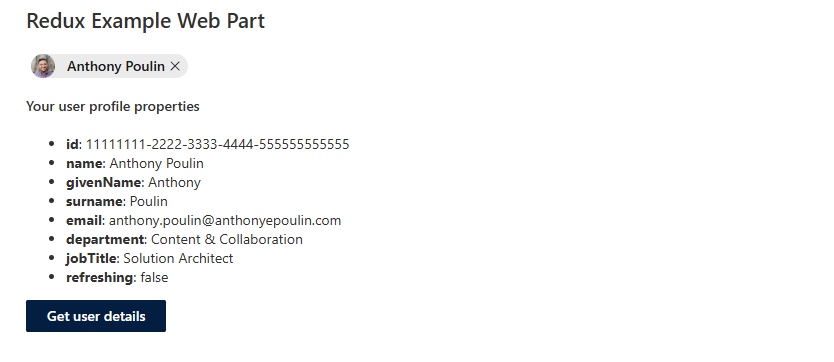 Redux Example Web Part
Anthony Poulin
Your user profile properties
id: 11111111-2222-3333-4444-555555555555
name: Anthony Poulin
givenName: Anthony
surname: Poulin
email: anthony.poulin@anthonyepoulin.com
department: Content & Collaboration
jobTitle: Solution Architect
refreshing: false
Get user details